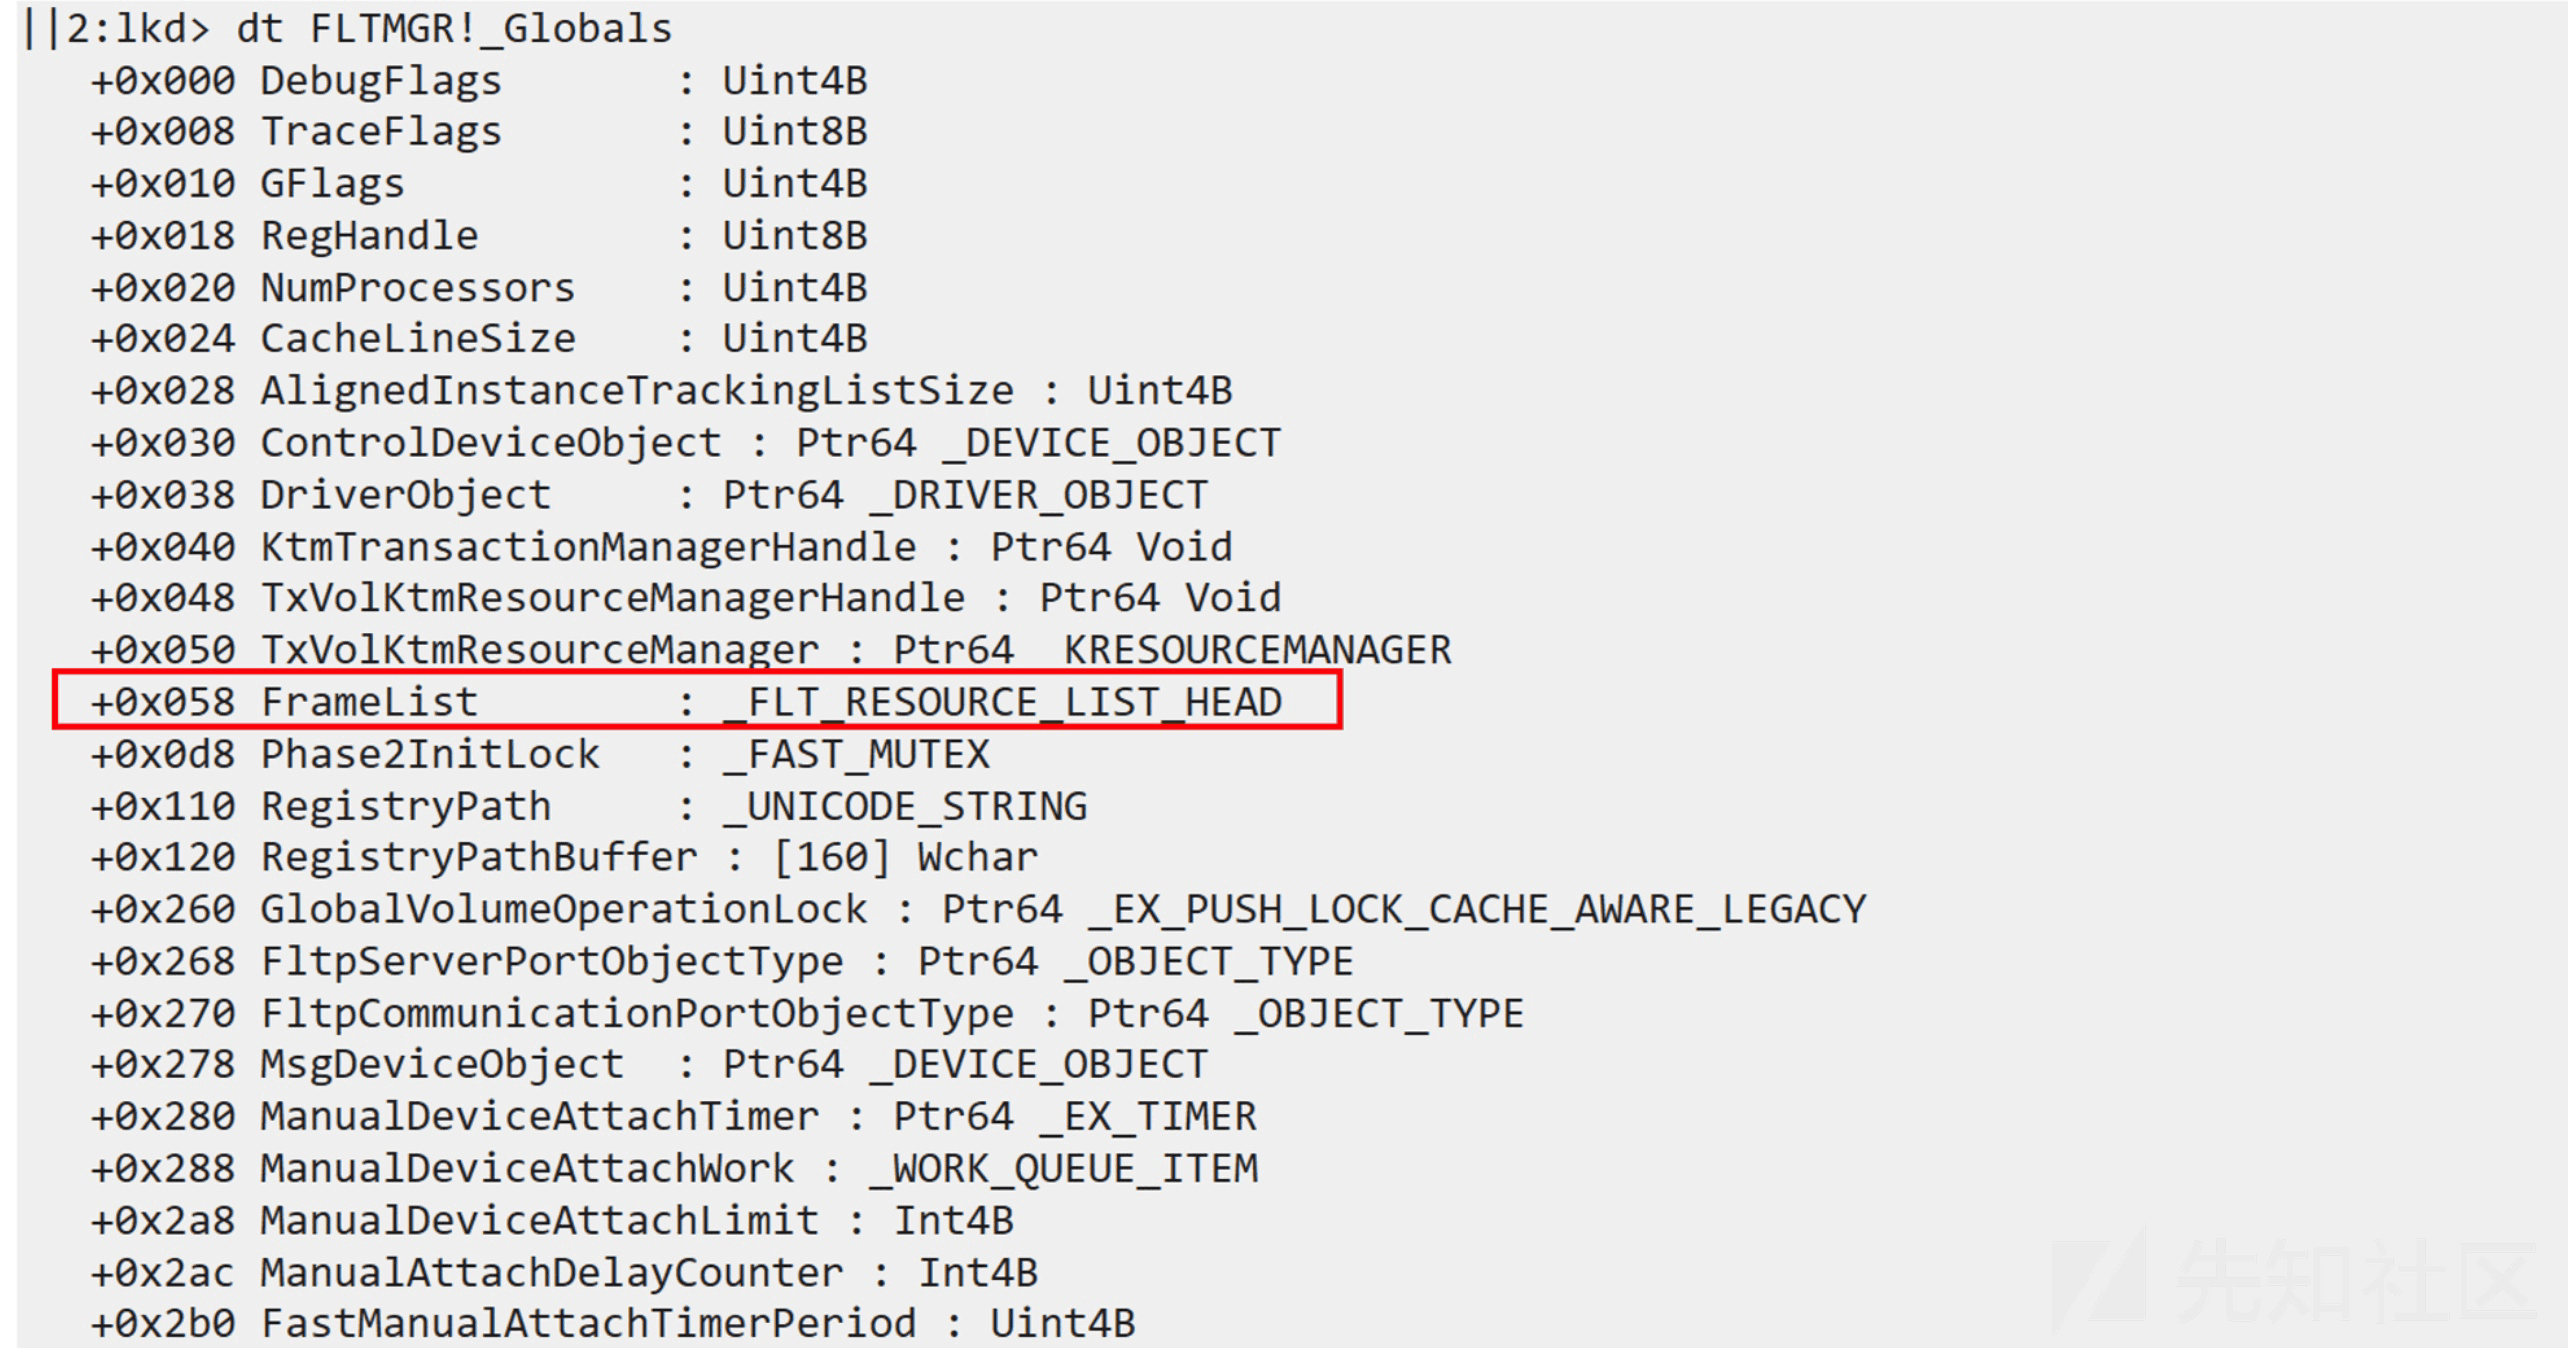 ||2:lkd> dt FLTMGR!_Globals
   +0x000 DebugFlags       : Uint4B
   +0x008 TraceFlags       : Uint8B
   +0x010 GFlags           : Uint4B
   +0x018 RegHandle        : Uint8B
   +0x020 NumProcessors    : Uint4B
   +0x024 CacheLineSize    : Uint4B
   +0x028 AlignedInstanceTrackingListSize : Uint4B
   +0x030 ControlDeviceObject : Ptr64 _DEVICE_OBJECT
   +0x038 DriverObject     : Ptr64 _DRIVER_OBJECT
   +0x040 KtmTransactionManagerHandle : Ptr64 Void
   +0x048 TxVolKtmResourceManagerHandle : Ptr64 Void
   +0x050 TxVolKtmResourceManager : Ptr64  KRESOURCEMANAGER
   +0x058 FrameList        : _FLT_RESOURCE_LIST_HEAD
   +0x0d8 Phase2InitLock   : _FAST_MUTEX
   +0x110 RegistryPath     : _UNICODE_STRING
   +0x120 RegistryPathBuffer : [160] Wchar
   +0x260 GlobalVolumeOperationLock : Ptr64 _EX_PUSH_LOCK_CACHE_AWARE_LEGACY
   +0x268 FltpServerPortObjectType : Ptr64 _OBJECT_TYPE
   +0x270 FltpCommunicationPortObjectType : Ptr64 _OBJECT_TYPE
   +0x278 MsgDeviceObject  : Ptr64 _DEVICE_OBJECT
   +0x280 ManualDeviceAttachTimer : Ptr64 _EX_TIMER
   +0x288 ManualDeviceAttachWork : _WORK_QUEUE_ITEM
   +0x2a8 ManualDeviceAttachLimit : Int4B
   +0x2ac ManualAttachDelayCounter : Int4B
   +0x2b0 FastManualAttachTimerPeriod : Uint4B
先知社区